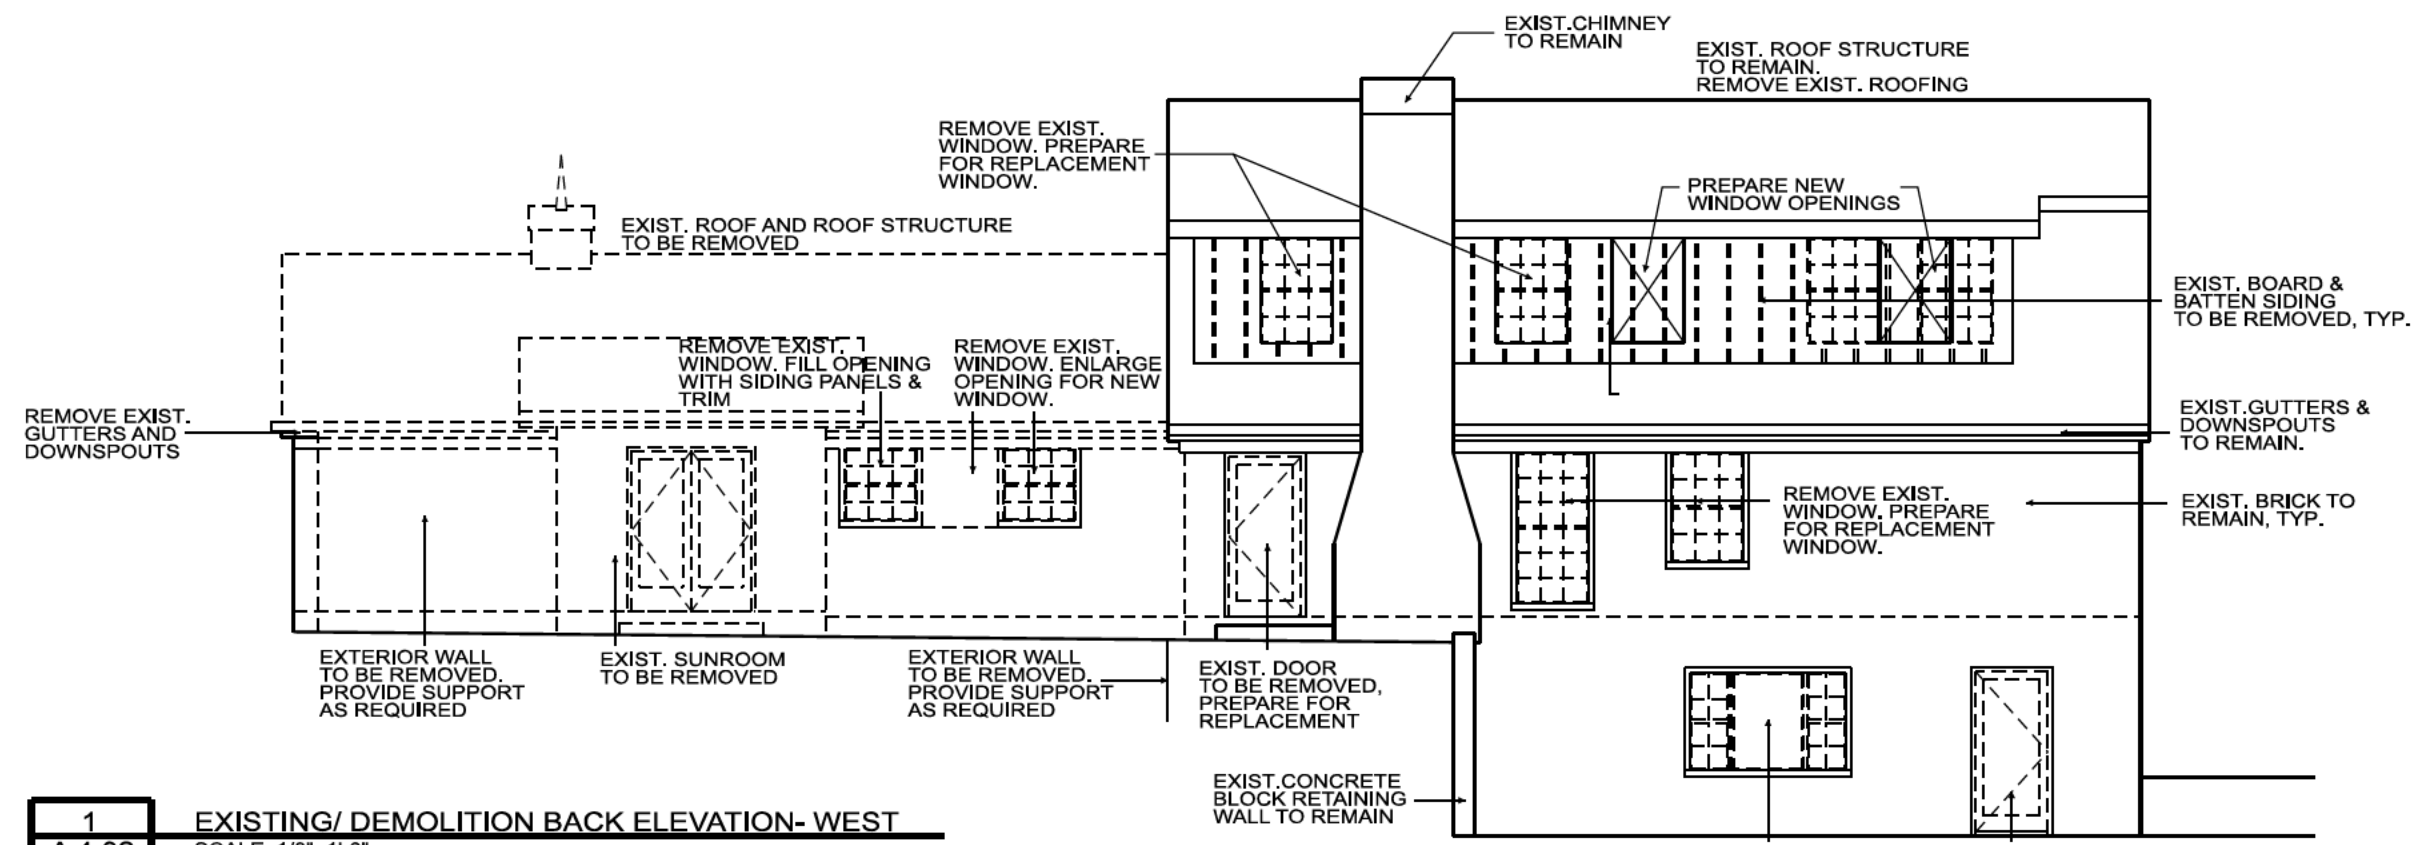 EXIST.CHIMNEY
TO REMAIN
EXIST. ROOF STRUCTURE
TO REMAIN.
REMOVE EXIST. ROOFING
REMOVE EXIST.
WINDOW. PREPARE
FOR REPLACEMENT
WINDOW.
PREPARE NEW
WINDOW OPENINGS
EXIST. ROOF AND ROOF STRUCTURE
TO BE REMOVED
EXIST. BOARD &
BATTEN SIDING
TO BE REMOVED, TYP.
REMOVE EXIST.
WINDOW. FILL OPENING
WITH SIDING PANELS &
TRIM
REMOVE EXIST.
WINDOW. ENLARGE
OPENING FOR NEW
WINDOW.
REMOVE EXIST.
GUTTERS AND
DOWNSPOUTS
EXIST.GUTTERS &
DOWNSPOUTS
TO REMAIN.
REMOVE EXIST.
WINDOW. PREPARE
FOR REPLACEMENT
WINDOW.
EXIST. BRICK TO
REMAIN, TYP.
EXTERIOR WALL
TO BE REMOVED.
PROVIDE SUPPORT
AS REQUIRED
EXIST. SUNROOM
TO BE REMOVED
EXTERIOR WALL
TO BE REMOVED.
PROVIDE SUPPORT
AS REQUIRED
EXIST. DOOR
TO BE REMOVED,
PREPARE FOR
REPLACEMENT
EXIST.CONCRETE
BLOCK RETAINING
WALL TO REMAIN
1
EXISTING/ DEMOLITION BACK ELEVATION- WEST